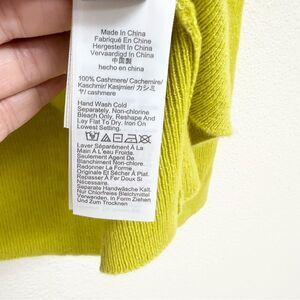 Made In China
Fabriqué En Chine
Hergestellt In China
Vervaardigd In China
中国製
hecho en china
100% Cashmere/ Cachemire/
Kaschmir/ Kasjmier/ カシミ
ヤ/ cashmere
Hand Wash Cold
Separately. Non-chlorine
Bleach Only, Reshape And
Lay Flat To Dry. Iron On
Lowest Setting.
Laver Séparément À La
Main À L'eau Froide.
Seulement Agent De
Blanchiment Non-Chloré.
Redonner La Forme
Originale Et Sécher À Plat.
Repasser À Fer Doux Si
Nécessaire.
Separate Handwäsche Kalt.
Nur Chlorfreies Bleichmittel
Verwenden, In Form Ziehen
Und Zum Trocknen